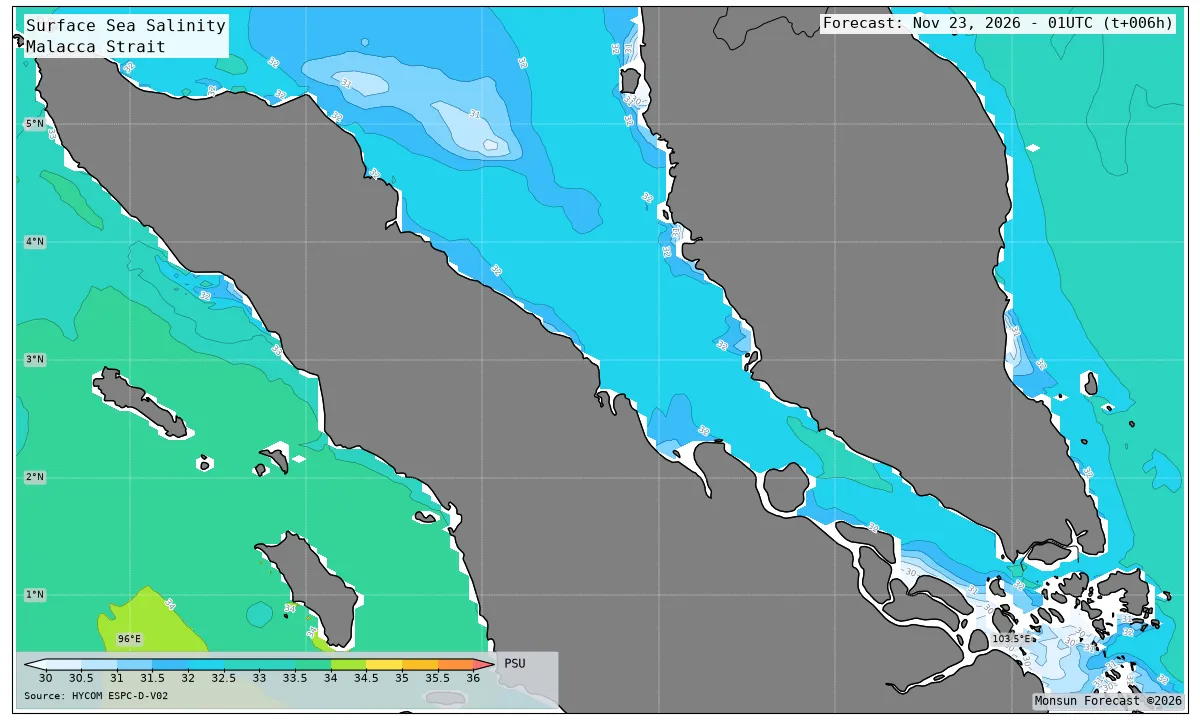 Surface Sea Salinity
Malacca Strait
Forecast: Nov 23, 2026 - 01UTC (t+006h)
5°N
4°N
3°N
2°N
1°N
96°E
103.5°E
30 30.5 31 31.5 32 32.5 33 33.5 34 34.5 35 35.5 36 PSU
Source: HYCOM ESPC-D-V02
Monsun Forecast ©2026